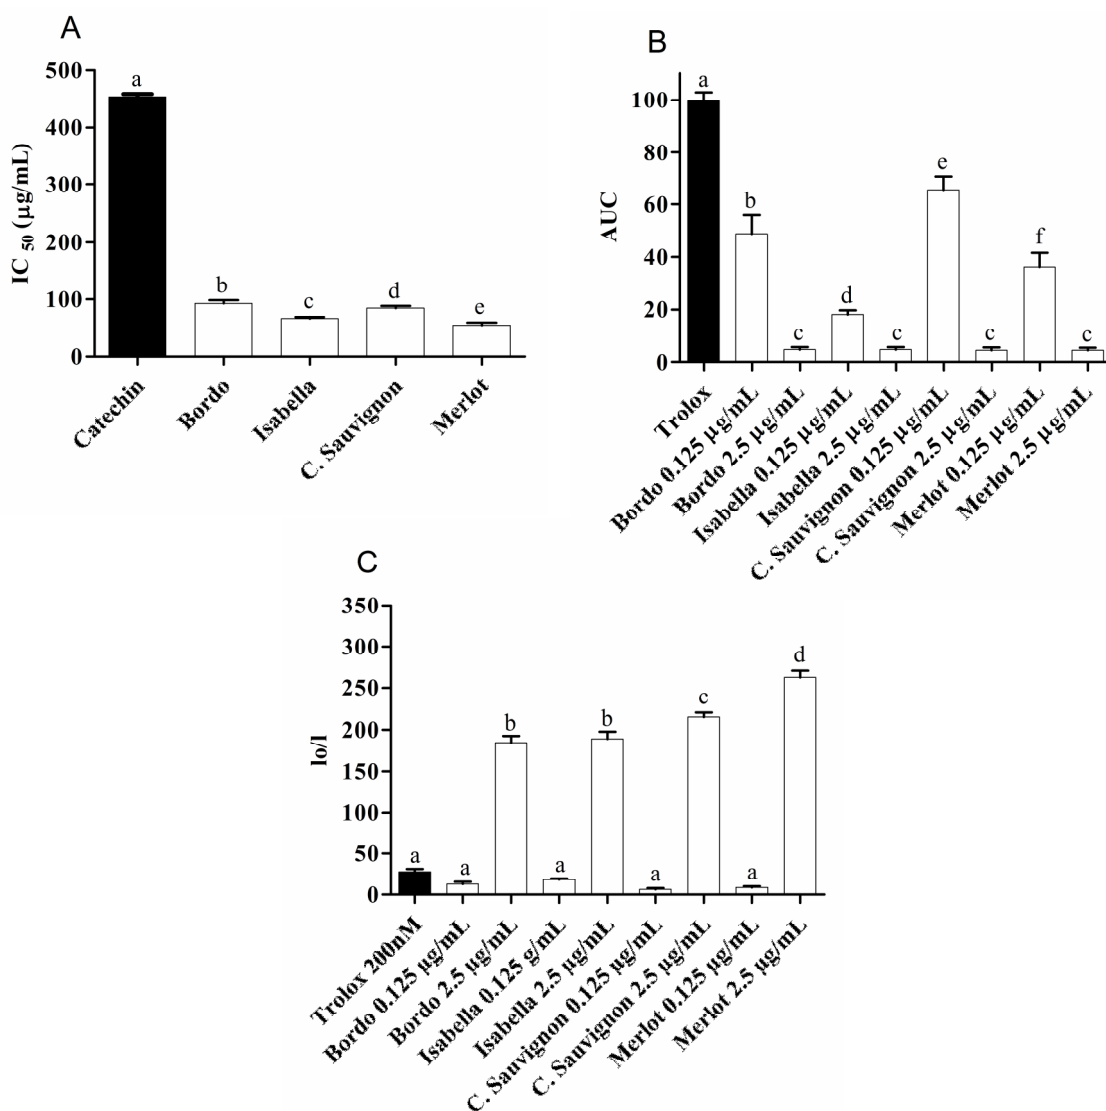 A
IC 50 (μg/mL)
500
400
300
200
100
0
a
b
c
d
e
Catechin
Bordo
Isabella
C. Sauvignon
Merlot
B
AUC
100
80
60
40
20
0
a
b
c
d
c
e
c
f
c
Trolox
Bordo 0.125 μg/mL
Bordo 2.5 μg/mL
Isabella 0.125 μg/mL
Isabella 2.5 μg/mL
C. Sauvignon 0.125 μg/mL
C. Sauvignon 2.5 μg/mL
Merlot 0.125 μg/mL
Merlot 2.5 μg/mL
C
Io/I
350
300
250
200
150
100
50
0
a
a
b
a
b
a
c
a
d
Trolox 200nM
Bordo 0.125 μg/mL
Bordo 2.5 μg/mL
Isabella 0.125 g/mL
Isabella 2.5 μg/mL
C. Sauvignon 0.125 μg/mL
C. Sauvignon 2.5 μg/mL
Merlot 0.125 μg/mL
Merlot 2.5 μg/mL